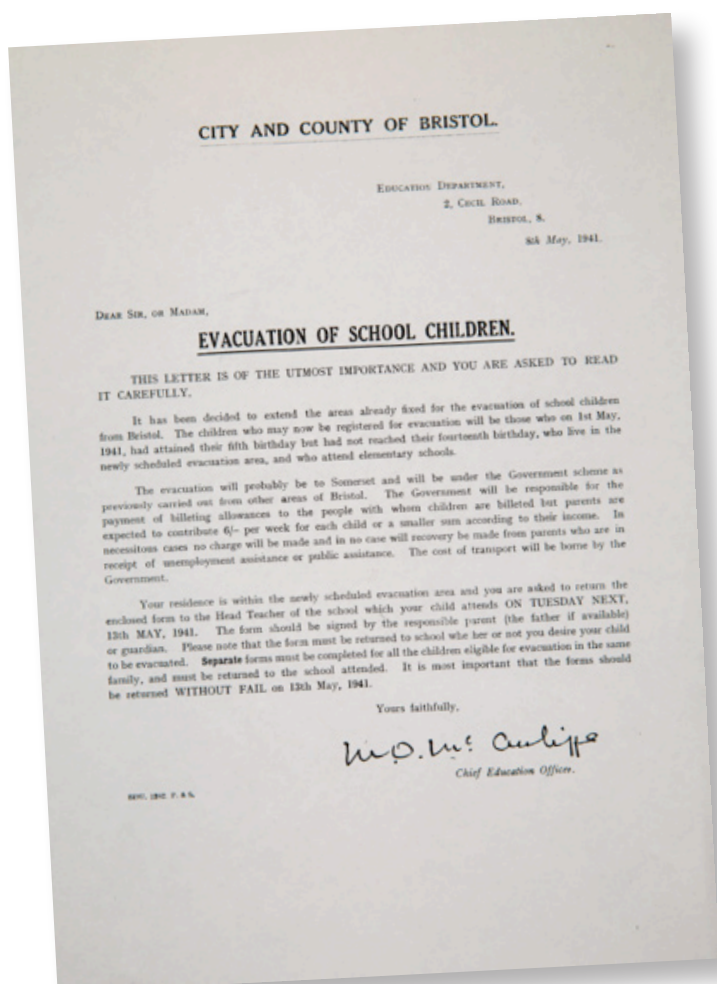 CITY AND COUNTY OF BRISTOL.
EDUCATION DEPARTMENT,
2, CECIL ROAD,
BRISTOL, 8.
8th May, 1941.
DEAR SIR, OR MADAM,
EVACUATION OF SCHOOL CHILDREN.
THIS LETTER IS OF THE UTMOST IMPORTANCE AND YOU ARE ASKED TO READ
IT CAREFULLY.
It has been decided to extend the areas already fixed for the evacuation of school children
from Bristol. The children who may now be registered for evacuation will be those who on 1st May,
1941, had attained their fifth birthday but had not reached their fourteenth birthday, who live in the
newly scheduled evacuation area, and who attend elementary schools.
The evacuation will probably be to Somerset and will be under the Government scheme as
previously carried out from other areas of Bristol. The Government will be responsible for the
payment of billeting allowances to the people with whom children are billeted but parents are
expected to contribute 6/- per week for each child or a smaller sum according to their income. In
necessitous cases no charge will be made and in no case will recovery be made from parents who are in
receipt of unemployment assistance or public assistance. The cost of transport will be borne by the
Government.
Your residence is within the newly scheduled evacuation area and you are asked to return the
enclosed form to the Head Teacher of the school which your child attends ON TUESDAY NEXT,
13th MAY, 1941. The form should be signed by the responsible parent (the father if available)
or guardian. Please note that the form must be returned to school whe her or not you desire your child
to be evacuated. Separate forms must be completed for all the children eligible for evacuation in the same
family, and must be returned to the school attended. It is most important that the forms should
be returned WITHOUT FAIL on 13th May, 1941.
Yours faithfully,
Chief Education Officer.